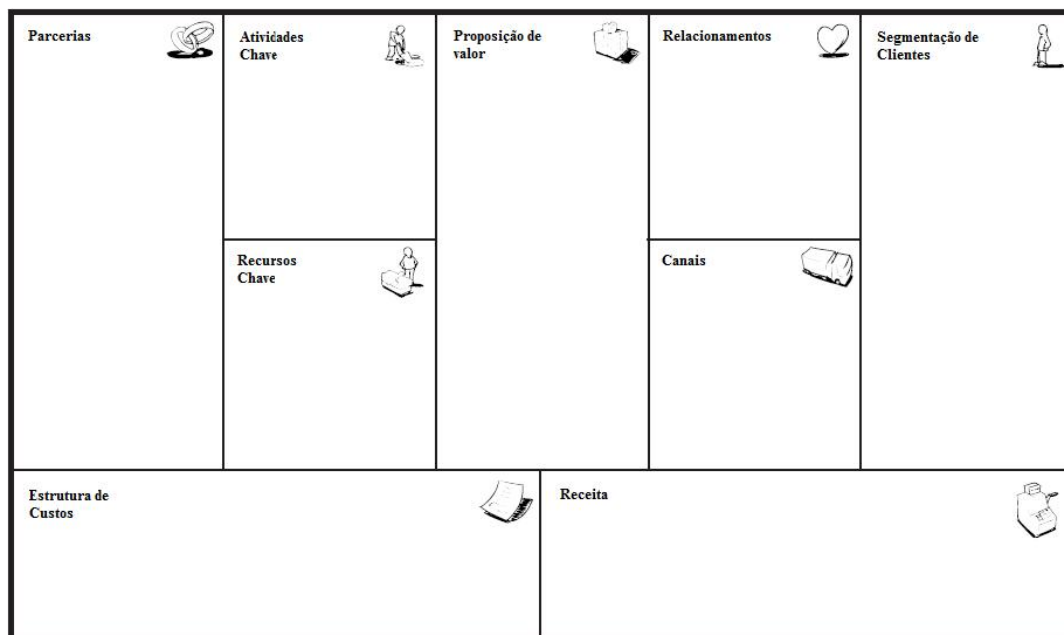 Parcerias
Atividades
Chave
Proposição de
valor
Relacionamentos
Segmentação de
Clientes
Recursos
Chave
Canais
Estrutura de
Custos
Receita